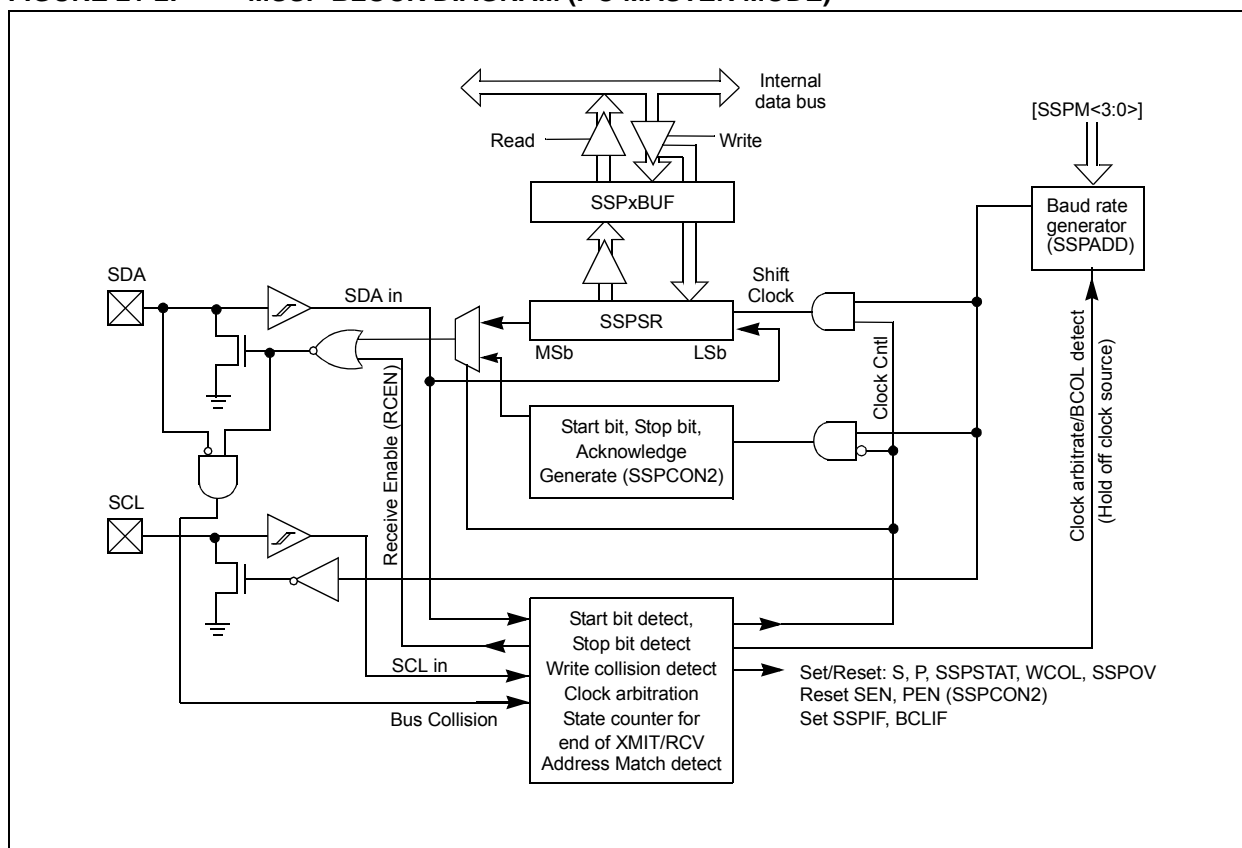 Internal
data bus
[SSPM<3:0>]
Read
Write
SSPxBUF
Baud rate
generator
(SSPADD)
SDA
SDA in
Shift
Clock
SSPSR
MSb
LSb
Clock Cntl
Clock arbitrate/BCOL detect
(Hold off clock source)
Receive Enable (RCEN)
Start bit, Stop bit,
Acknowledge
Generate (SSPCON2)
SCL
SCL in
Bus Collision
Start bit detect,
Stop bit detect
Write collision detect
Clock arbitration
State counter for
end of XMIT/RCV
Address Match detect
Set/Reset: S, P, SSPSTAT, WCOL, SSPOV
Reset SEN, PEN (SSPCON2)
Set SSPIF, BCLIF